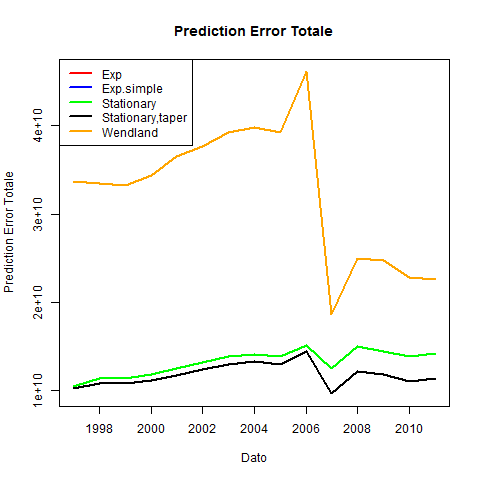 Prediction Error Totale
Exp
Exp.simple
Stationary
Stationary,taper
Wendland
Prediction Error Totale
4e+10
3e+10
2e+10
1e+10
1998 2000 2002 2004 2006 2008 2010
Dato